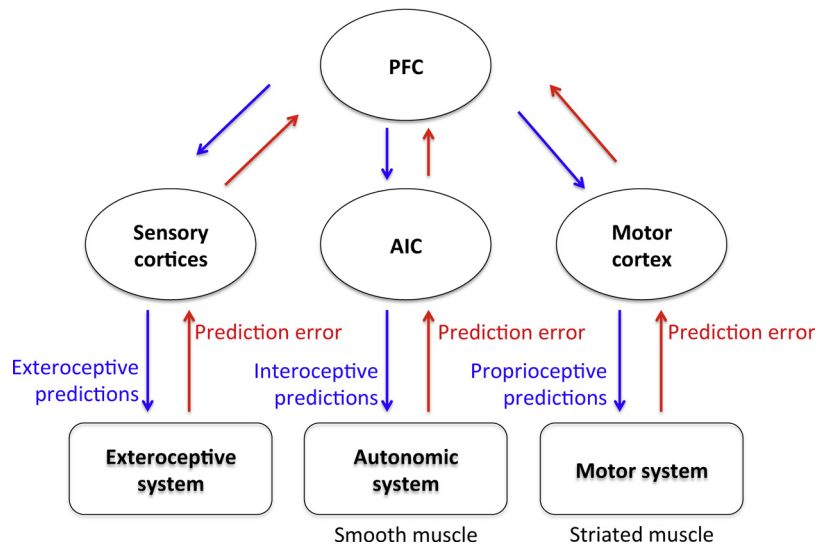 PFC
Sensory
cortices
AIC
Motor
cortex
Prediction error
Prediction error
Prediction error
Exteroceptive
predictions
Interoceptive
predictions
Proprioceptive
predictions
Exteroceptive
system
Autonomic
system
Motor system
Smooth muscle
Striated muscle